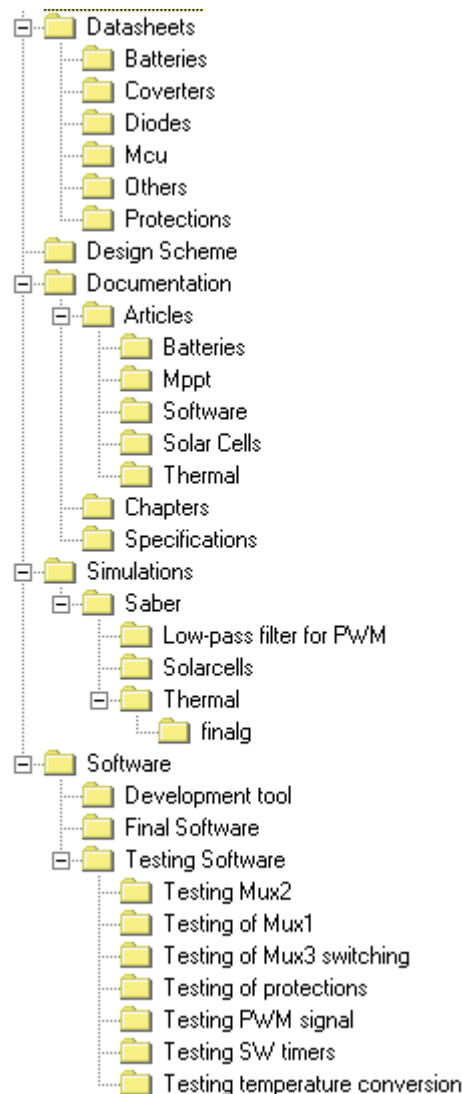 Datasheets
Batteries
Coverters
Diodes
Mcu
Others
Protections
Design Scheme
Documentation
Articles
Batteries
Mppt
Software
Solar Cells
Thermal
Chapters
Specifications
Simulations
Saber
Low-pass filter for PWM
Solarcells
Thermal
finalg
Software
Development tool
Final Software
Testing Software
Testing Mux2
Testing of Mux1
Testing of Mux3 switching
Testing of protections
Testing PWM signal
Testing SW timers
Testing temperature conversion